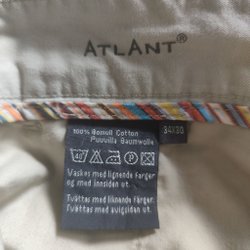 ATLANT®
100% Bomull Cotton
Puuvilla Baumwolle
34X30
40
Vaskes med lignende farger
og med innsiden ut.
Tvättas med liknande färger
med avigsidan ut.